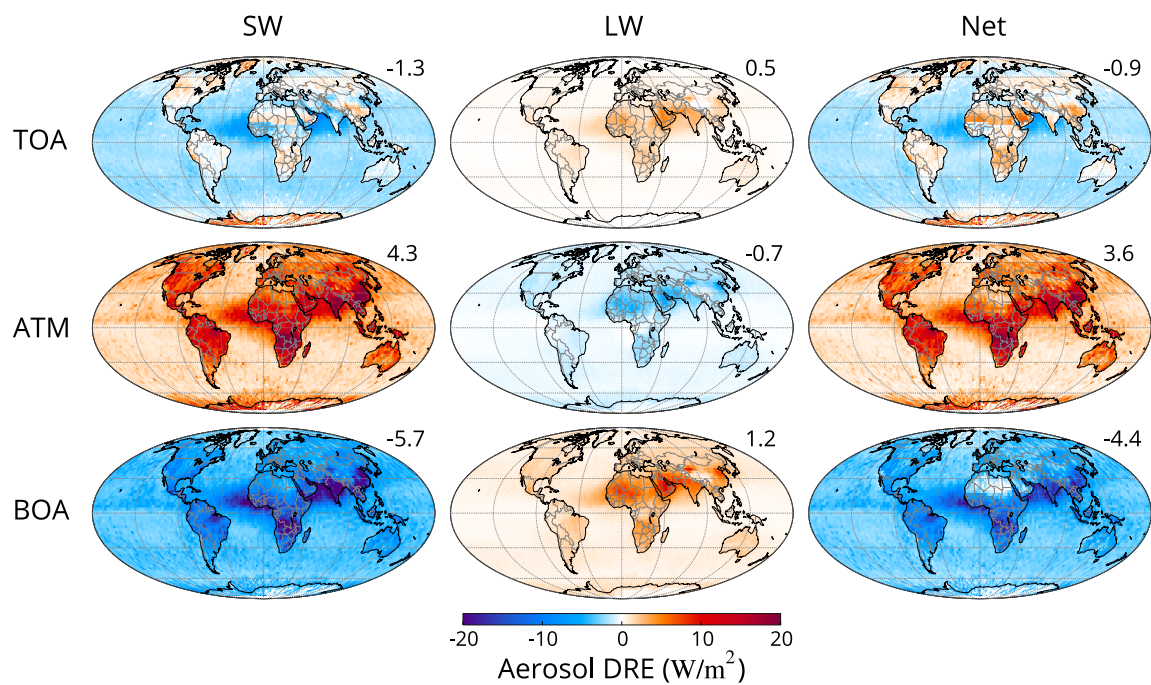 SW LW Net
TOA -1.3 0.5 -0.9
ATM 4.3 -0.7 3.6
BOA -5.7 1.2 -4.4
-20 -10 0 10 20
Aerosol DRE (W/m²)